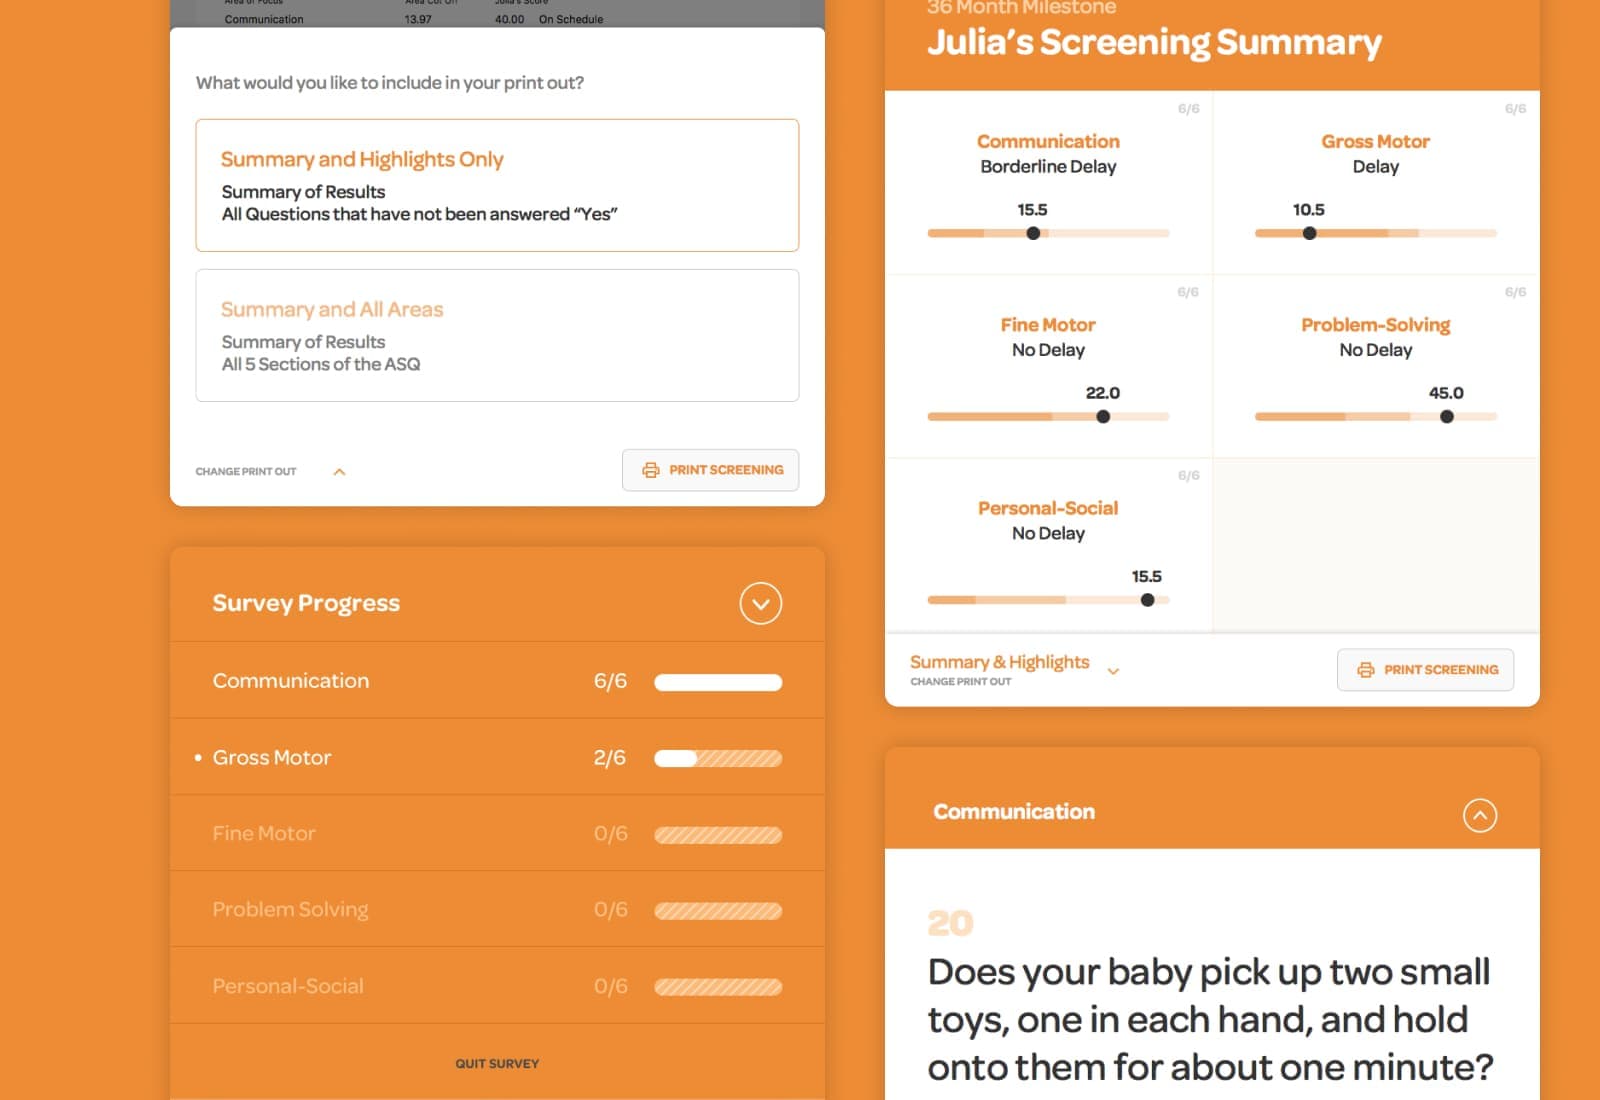 Area of Focus
Area Cut Off
Julia's Score
Communication
13.97
40.00
On Schedule
What would you like to include in your print out?
Summary and Highlights Only
Summary of Results
All Questions that have not been answered “Yes”
Summary and All Areas
Summary of Results
All 5 Sections of the ASQ
CHANGE PRINT OUT
PRINT SCREENING
Survey Progress
Communication
6/6
Gross Motor
2/6
Fine Motor
0/6
Problem Solving
0/6
Personal-Social
0/6
QUIT SURVEY
36 Month Milestone
Julia’s Screening Summary
6/6
Communication
Borderline Delay
15.5
6/6
Gross Motor
Delay
10.5
6/6
Fine Motor
No Delay
22.0
6/6
Problem-Solving
No Delay
45.0
6/6
Personal-Social
No Delay
15.5
Summary & Highlights
CHANGE PRINT OUT
PRINT SCREENING
Communication
20
Does your baby pick up two small
toys, one in each hand, and hold
onto them for about one minute?